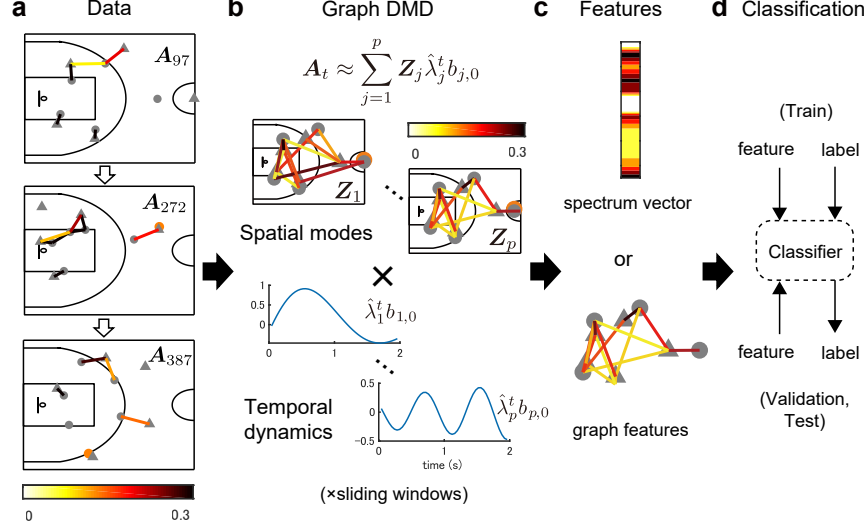 a Data
A97
A272
A387
0 0.3
b Graph DMD
A_t ≈ ∑_{j=1}^{p} Z_j λ̂_j^t b_{j,0}
0 0.3
Z_1
Z_p
Spatial modes
×
1
0.5
0
0 1 2
λ̂_1^t b_{1,0}
Temporal
dynamics
0.5
0
-0.5
0 1 2
time (s)
λ̂_p^t b_{p,0}
(×sliding windows)
c Features
spectrum vector
or
graph features
d Classification
(Train)
feature label
Classifier
feature label
(Validation,
Test)